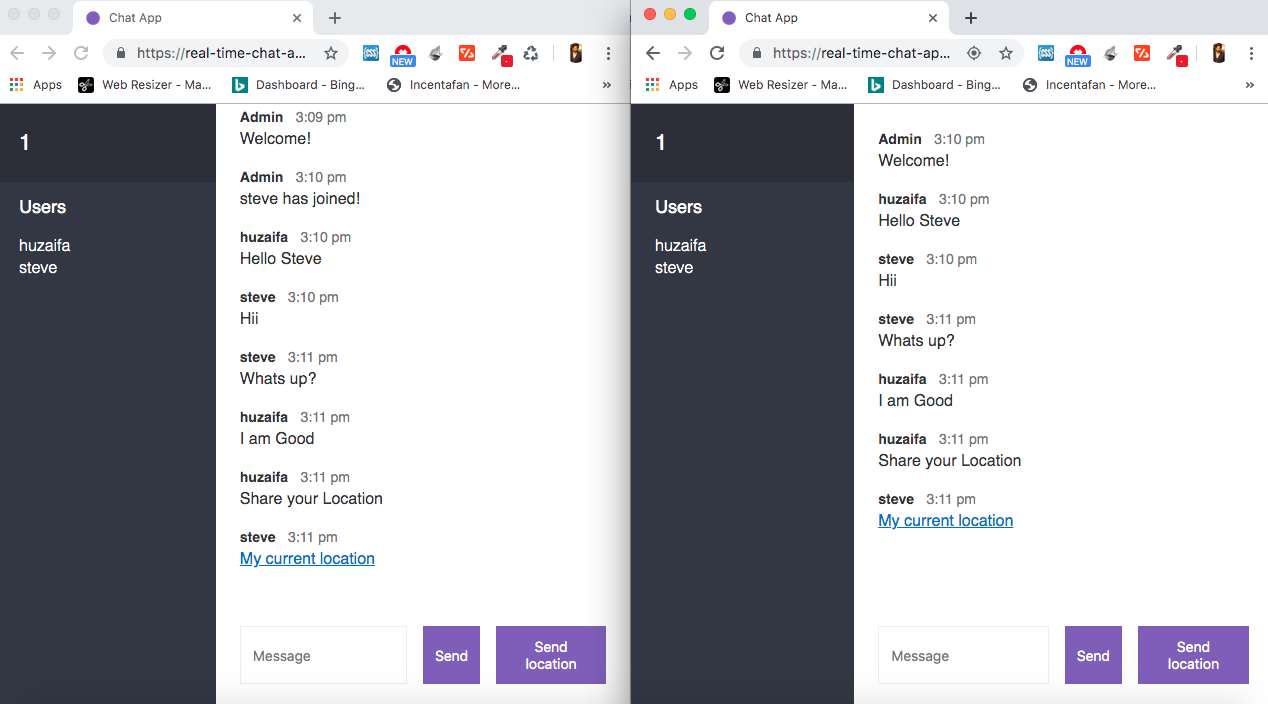 Chat App
https://real-time-chat-a...
NEW
Apps
Web Resizer - Ma...
Dashboard - Bing...
Incentafan - More...
»
1
Users
huzaifa
steve
Admin 3:09 pm
Welcome!
Admin 3:10 pm
steve has joined!
huzaifa 3:10 pm
Hello Steve
steve 3:10 pm
Hii
steve 3:11 pm
Whats up?
huzaifa 3:11 pm
I am Good
huzaifa 3:11 pm
Share your Location
steve 3:11 pm
My current location
Message
Send
Send
location
Chat App
https://real-time-chat-ap...
NEW
Apps
Web Resizer - Ma...
Dashboard - Bing...
Incentafan - More...
»
1
Users
huzaifa
steve
Admin 3:10 pm
Welcome!
huzaifa 3:10 pm
Hello Steve
steve 3:10 pm
Hii
steve 3:11 pm
Whats up?
huzaifa 3:11 pm
I am Good
huzaifa 3:11 pm
Share your Location
steve 3:11 pm
My current location
Message
Send
Send
location